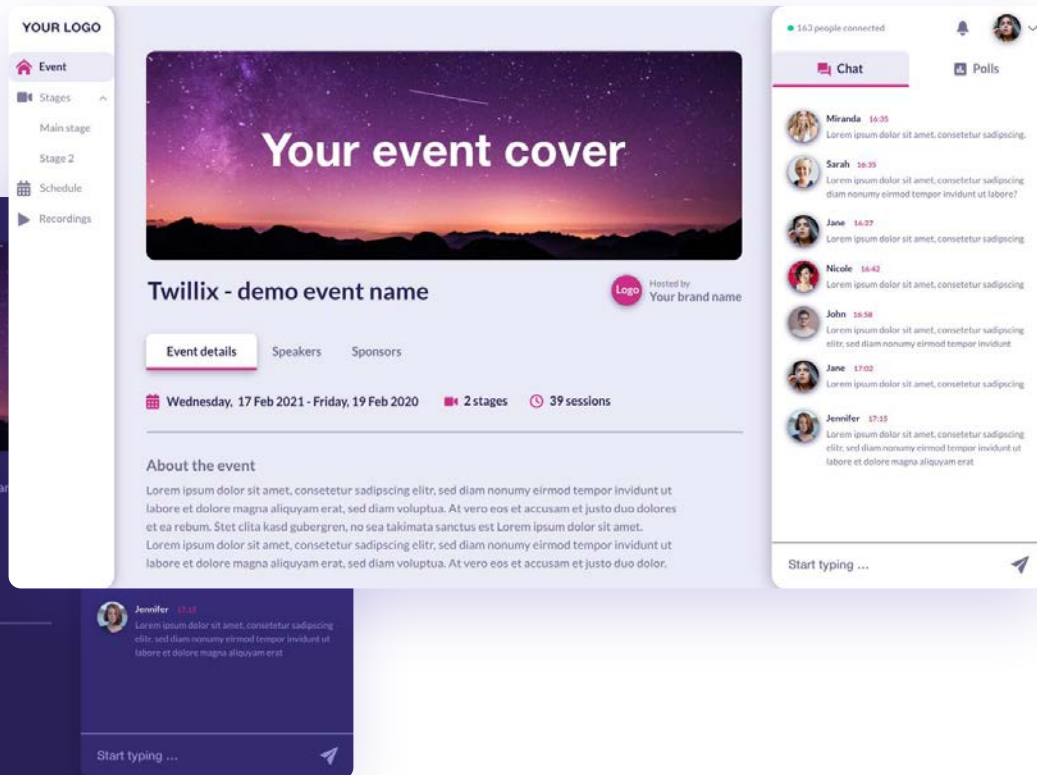 YOUR LOGO
Event
Stages
Main stage
Stage 2
Schedule
Recordings
Your event cover
Twillix - demo event name
Logo
Hosted by
Your brand name
Event details
Speakers
Sponsors
Wednesday, 17 Feb 2021 - Friday, 19 Feb 2020
2 stages
39 sessions
About the event
Lorem ipsum dolor sit amet, consetetur sadipscing elitr, sed diam nonumy eirmod tempor invidunt ut
labore et dolore magna aliquyam erat, sed diam voluptua. At vero eos et accusam et justo duo dolores
et ea rebum. Stet clita kasd gubergren, no sea takimata sanctus est Lorem ipsum dolor sit amet.
Lorem ipsum dolor sit amet, consetetur sadipscing elitr, sed diam nonumy eirmod tempor invidunt ut
labore et dolore magna aliquyam erat, sed diam voluptua. At vero eos et accusam et justo duo dolor.
163 people connected
Chat
Polls
Miranda 16:35
Lorem ipsum dolor sit amet, consetetur sadipscing.
Sarah 16:35
Lorem ipsum dolor sit amet, consetetur sadipscing
diam nonumy eirmod tempor invidunt ut labore?
Jane 16:27
Lorem ipsum dolor sit amet, consetetur sadipscing
Nicole 16:42
Lorem ipsum dolor sit amet, consetetur sadipscing
John 16:58
Lorem ipsum dolor sit amet, consetetur sadipscing
elitr, sed diam nonumy eirmod tempor invidunt
Jane 17:02
Lorem ipsum dolor sit amet, consetetur sadipscing
Jennifer 17:15
Lorem ipsum dolor sit amet, consetetur sadipscing
elitr, sed diam nonumy eirmod tempor invidunt ut
labore et dolore magna aliquyam erat
Start typing ...
Jennifer 17:15
Lorem ipsum dolor sit amet, consetetur sadipscing
elitr, sed diam nonumy eirmod tempor invidunt ut
labore et dolore magna aliquyam erat
Start typing ...